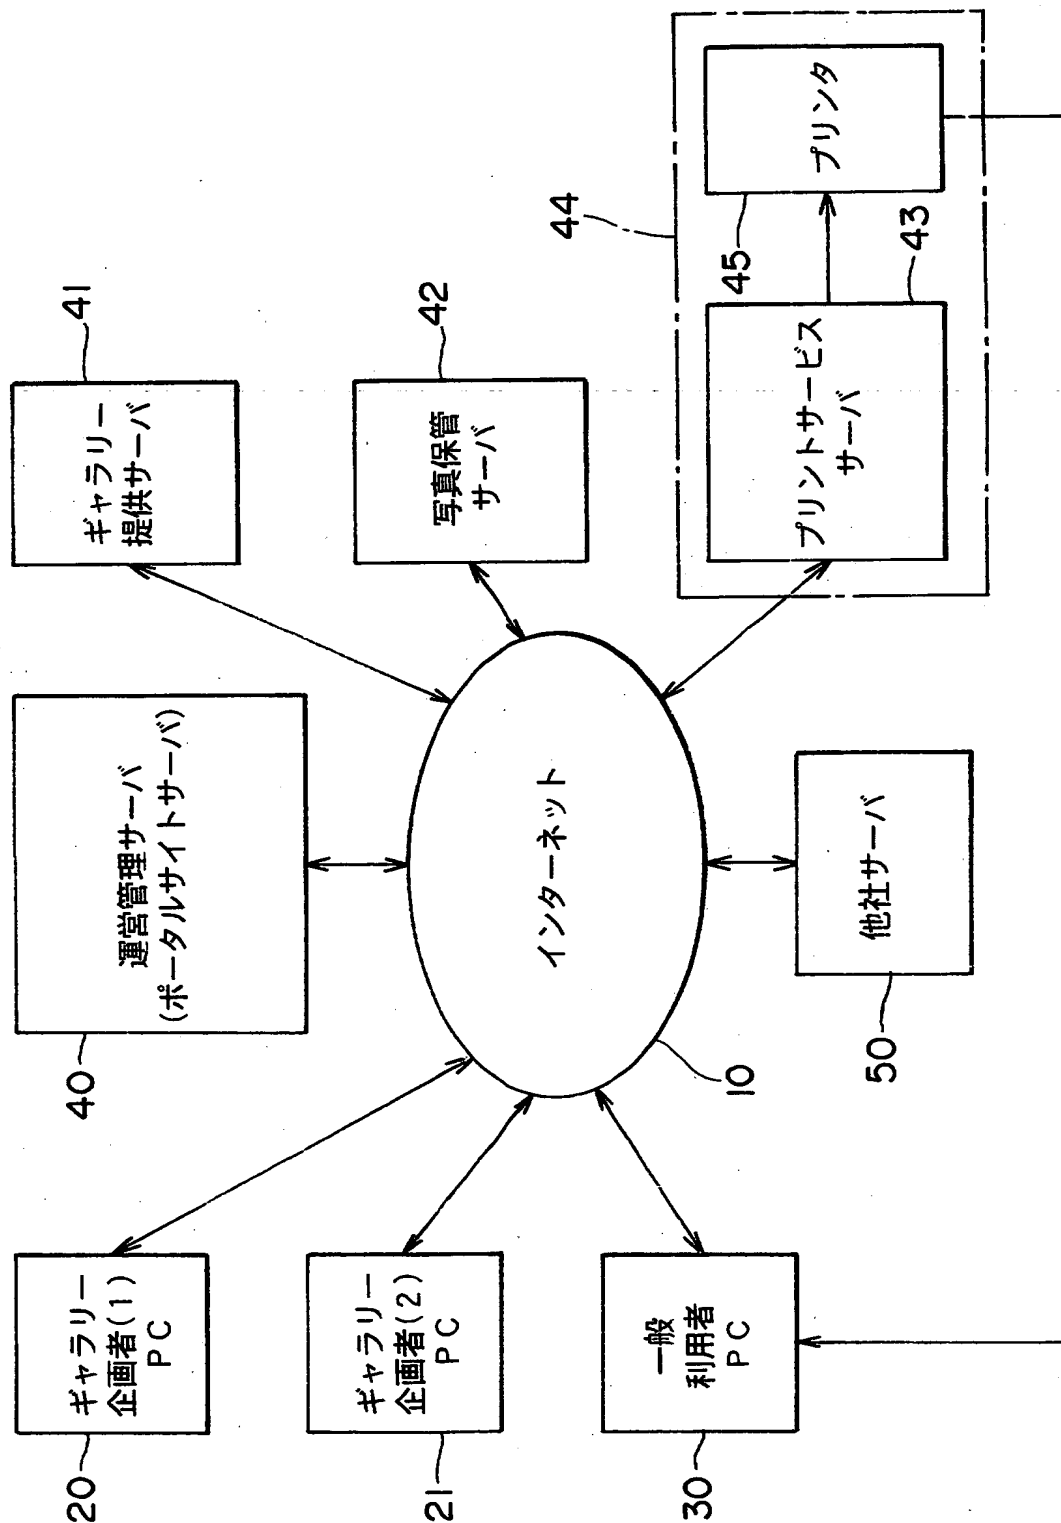 20
ギャラリー
企画者(1)
PC
40
運営管理サーバ
(ポータルサイトサーバ)
41
ギャラリー
提供サーバ
21
ギャラリー
企画者(2)
PC
インターネット
10
42
写真保管
サーバ
30
一般
利用者
PC
50
他社サーバ
44
プリントサービス
サーバ
43
45
プリンタ